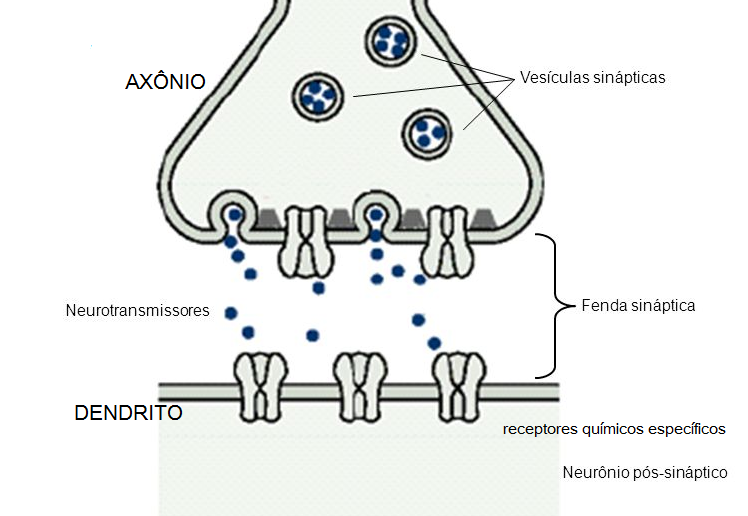 Vesículas sinápticas
AXÔNIO
Fenda sináptica
Neurotransmissores
DENDRITO
receptores químicos específicos
Neurônio pós-sináptico